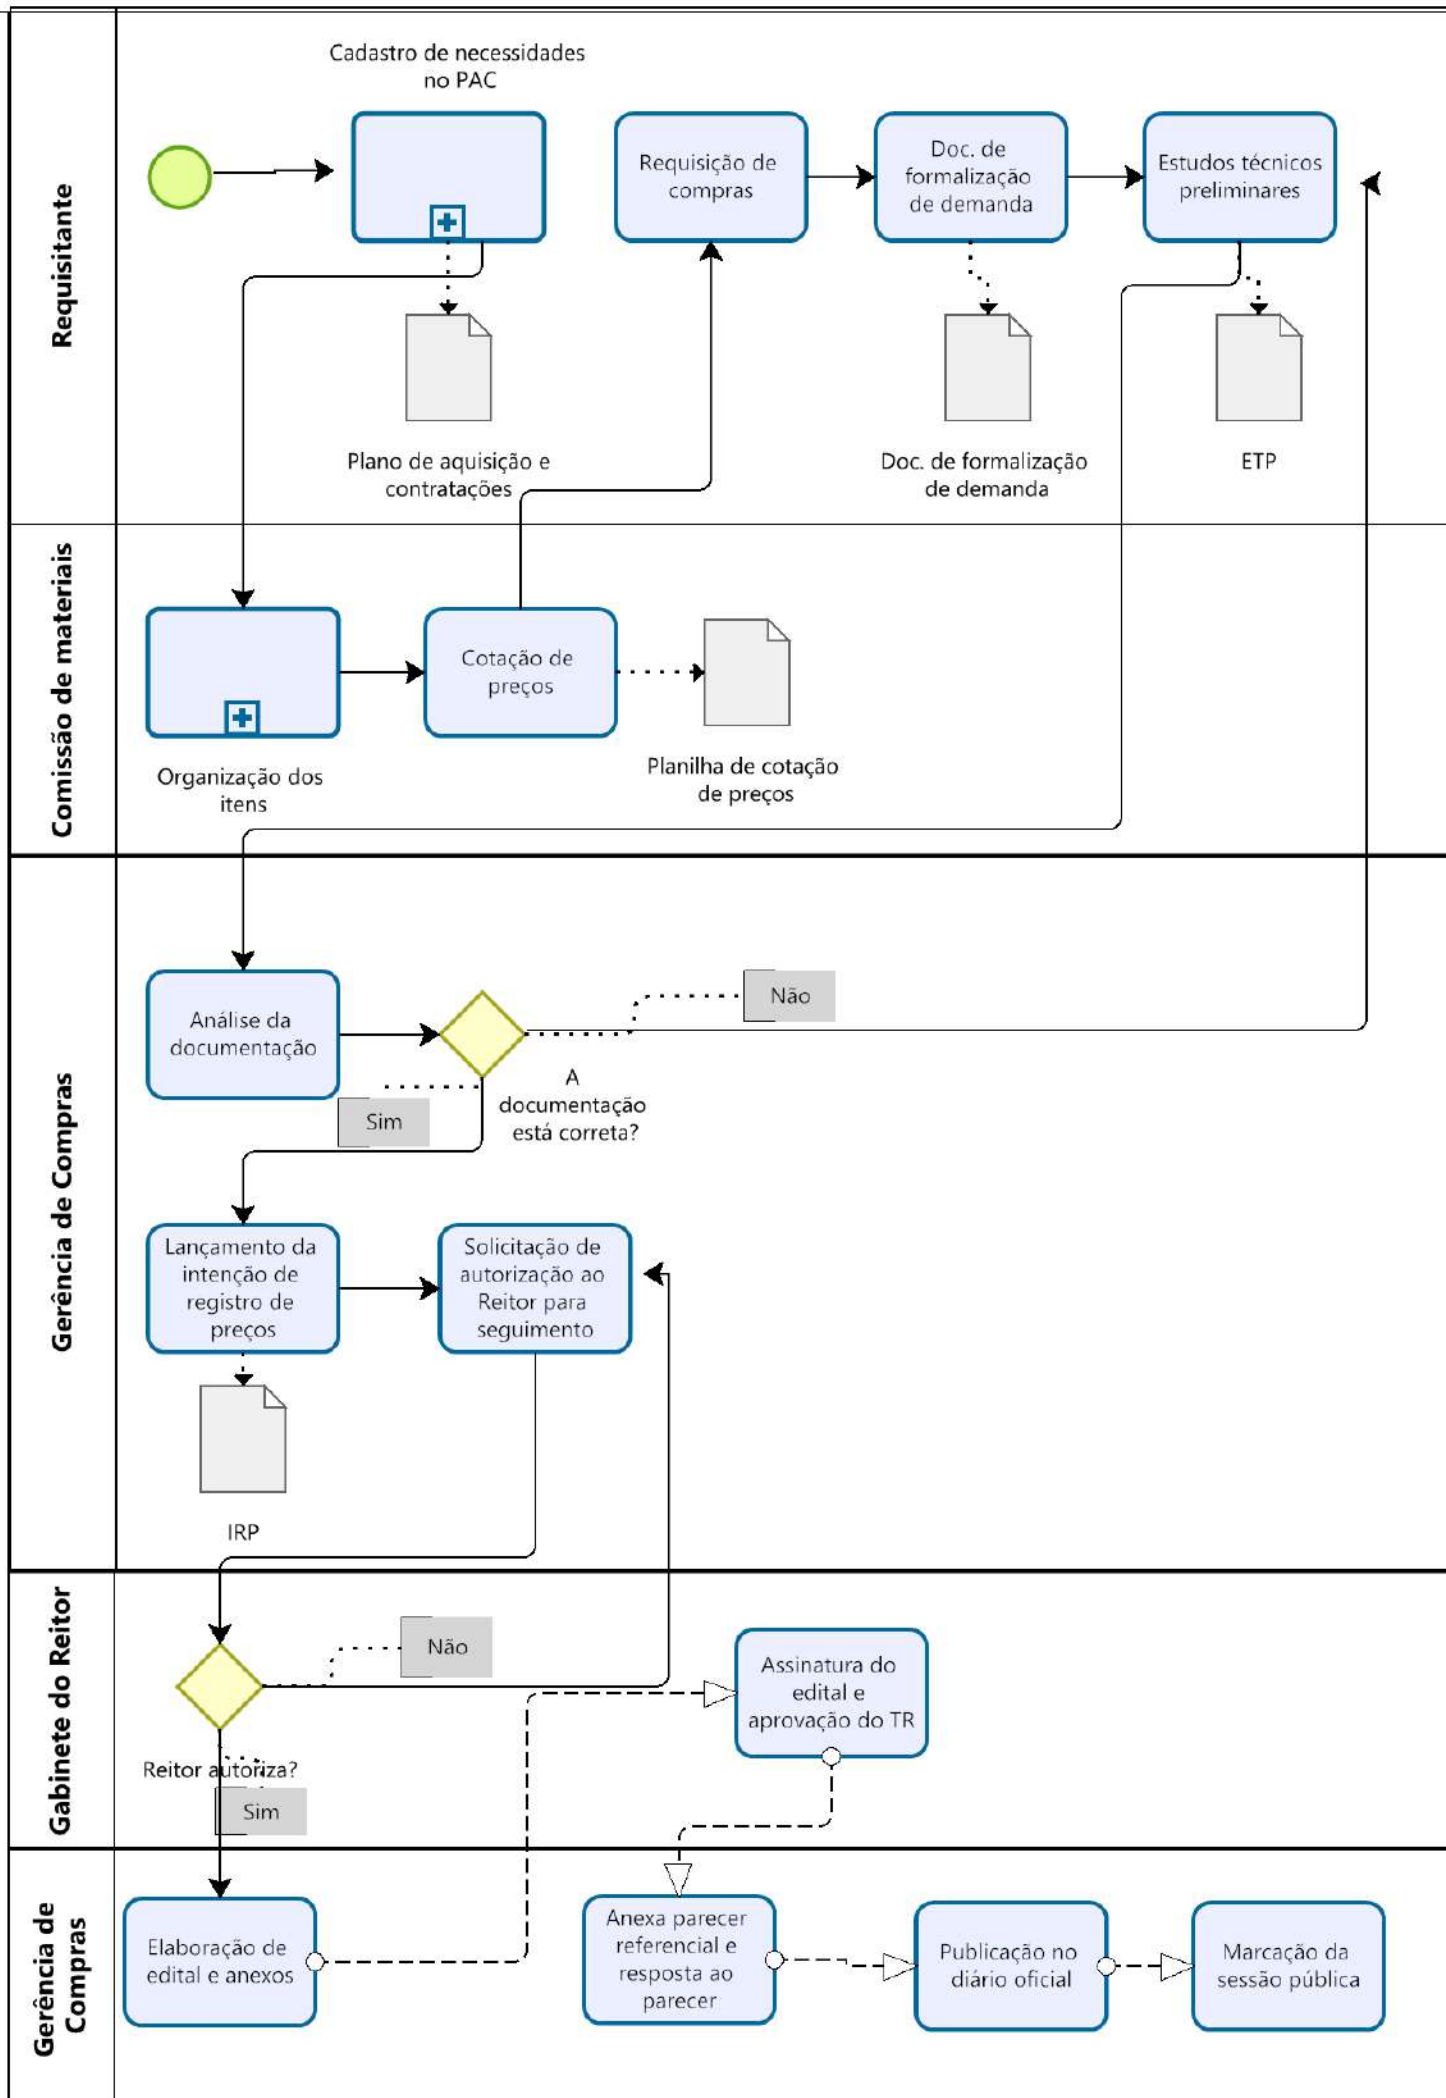 Requisitante
Cadastro de necessidades
no PAC
Requisição de
compras
Doc. de
formalização
de demanda
Estudos técnicos
preliminares
Plano de aquisição e
contratações
Doc. de formalização
de demanda
ETP
Comissão de materiais
Cotação de
preços
Organização dos
itens
Planilha de cotação
de preços
Gerência de Compras
Análise da
documentação
Não
Sim
A
documentação
está correta?
Lançamento da
intenção de
registro de
preços
Solicitação de
autorização ao
Reitor para
seguimento
IRP
Gabinete do Reitor
Não
Assinatura do
edital e
aprovação do TR
Reitor autoriza?
Sim
Gerência de
Compras
Elaboração de
edital e anexos
Anexa parecer
referencial e
resposta ao
parecer
Publicação no
diário oficial
Marcação da
sessão pública